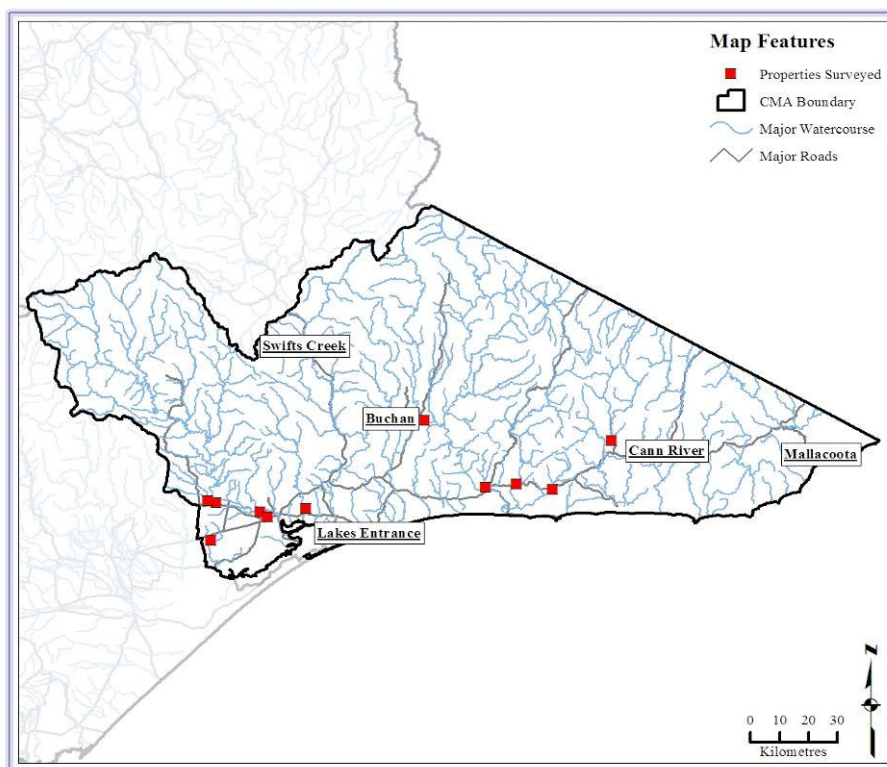 Map Features
Properties Surveyed
CMA Boundary
Major Watercourse
Major Roads
Swifts Creek
Buchan
Cann River
Mallacoota
Lakes Entrance
N
0 10 20 30
Kilometres